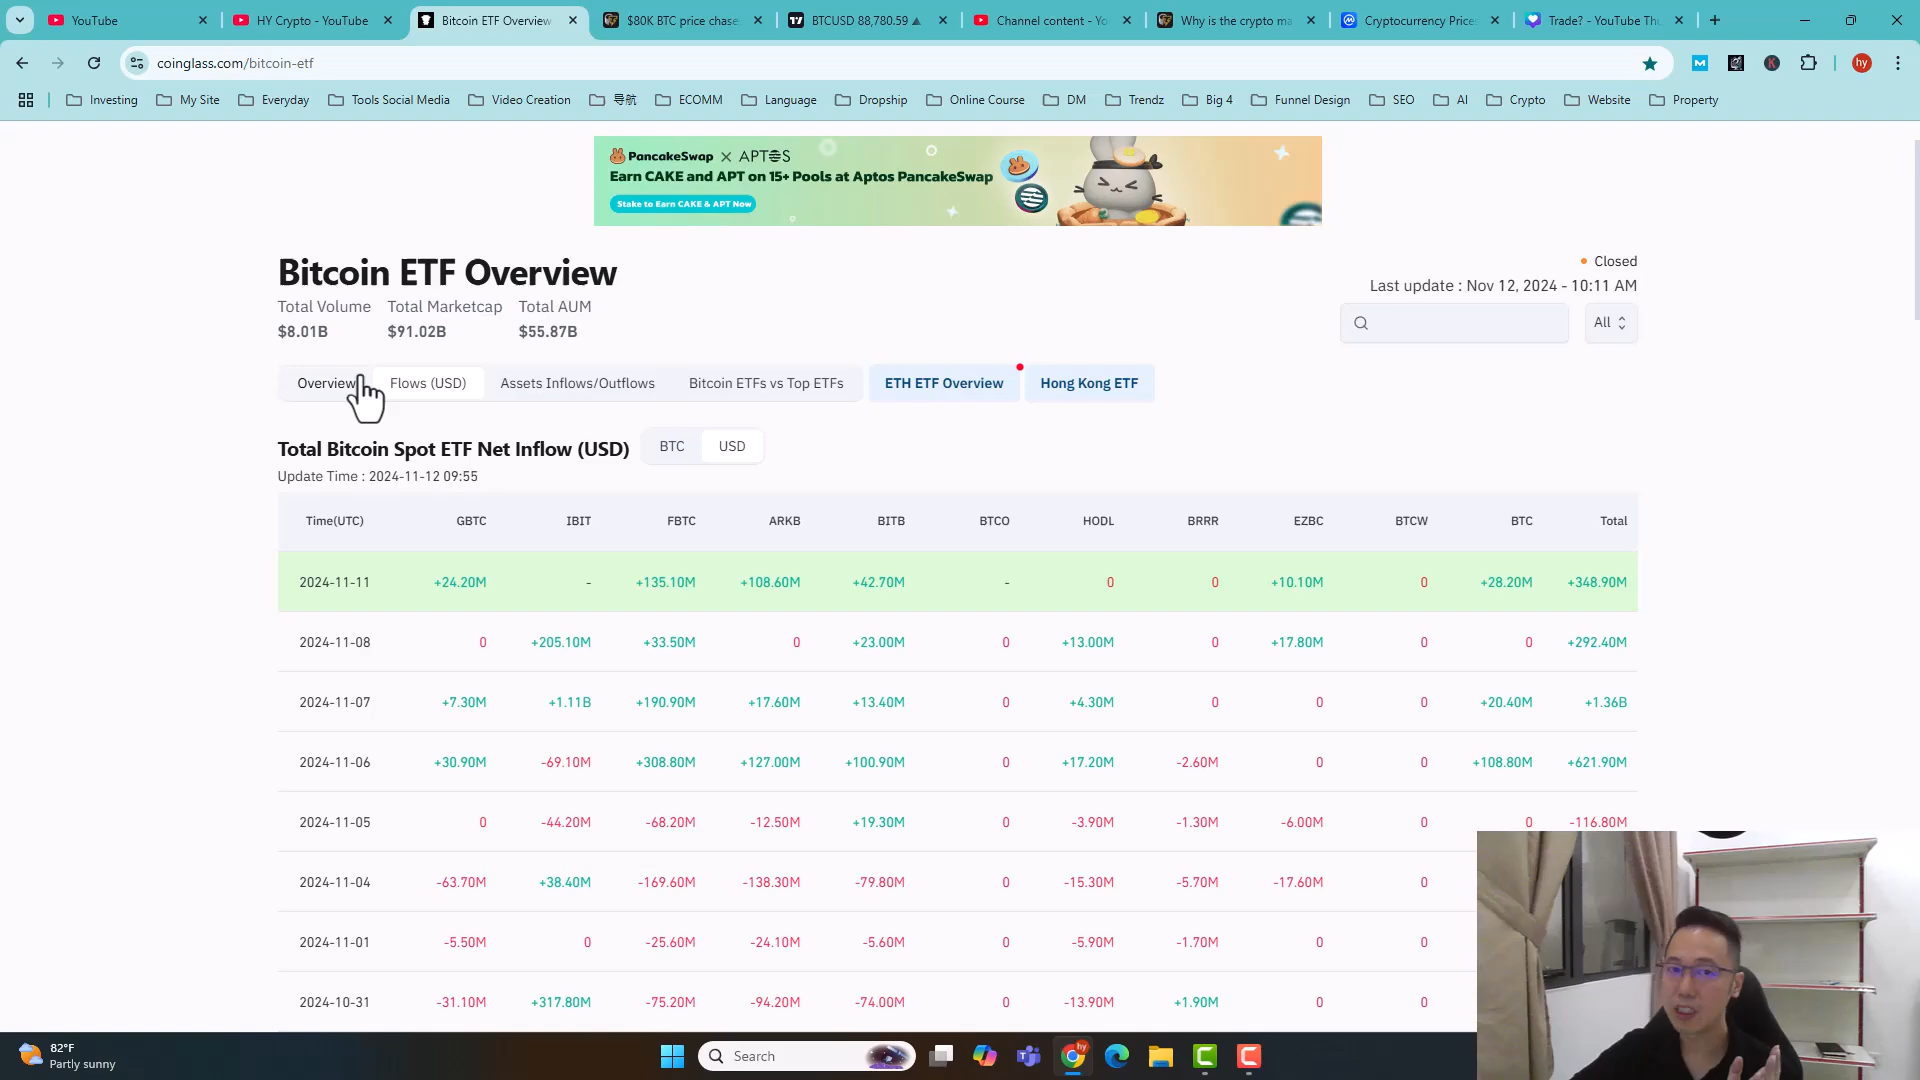 YouTube
HY Crypto - YouTube
Bitcoin ETF Overview
$80K BTC price chase
BTCUSD 88,780.59
Channel content - Yo
Why is the crypto ma
Cryptocurrency Price
Trade? - YouTube Th
coinglass.com/bitcoin-etf
hy
Investing
My Site
Everyday
Tools Social Media
Video Creation
导航
ECOMM
Language
Dropship
Online Course
DM
Trendz
Big 4
Funnel Design
SEO
AI
Crypto
Website
Property
PancakeSwap × APTOS
Earn CAKE and APT on 15+ Pools at Aptos PancakeSwap
Stake to Earn CAKE & APT Now
Bitcoin ETF Overview
Closed
Last update : Nov 12, 2024 - 10:11 AM
Total Volume Total Marketcap Total AUM
$8.01B $91.02B $55.87B
All
Overview Flows (USD) Assets Inflows/Outflows Bitcoin ETFs vs Top ETFs ETH ETF Overview Hong Kong ETF
Total Bitcoin Spot ETF Net Inflow (USD) BTC USD
Update Time : 2024-11-12 09:55
Time(UTC) GBTC IBIT FBTC ARKB BITB BTCO HODL BRRR EZBC BTCW BTC Total
2024-11-11 +24.20M - +135.10M +108.60M +42.70M - 0 0 +10.10M 0 +28.20M +348.90M
2024-11-08 0 +205.10M +33.50M 0 +23.00M 0 +13.00M 0 +17.80M 0 0 +292.40M
2024-11-07 +7.30M +1.11B +190.90M +17.60M +13.40M 0 +4.30M 0 0 0 +20.40M +1.36B
2024-11-06 +30.90M -69.10M +308.80M +127.00M +100.90M 0 +17.20M -2.60M 0 0 +108.80M +621.90M
2024-11-05 0 -44.20M -68.20M -12.50M +19.30M 0 -3.90M -1.30M -6.00M 0 0 -116.80M
2024-11-04 -63.70M +38.40M -169.60M -138.30M -79.80M 0 -15.30M -5.70M -17.60M 0
2024-11-01 -5.50M 0 -25.60M -24.10M -5.60M 0 -5.90M -1.70M 0 0
2024-10-31 -31.10M +317.80M -75.20M -94.20M -74.00M 0 -13.90M +1.90M 0 0
82°F
Partly sunny
Search